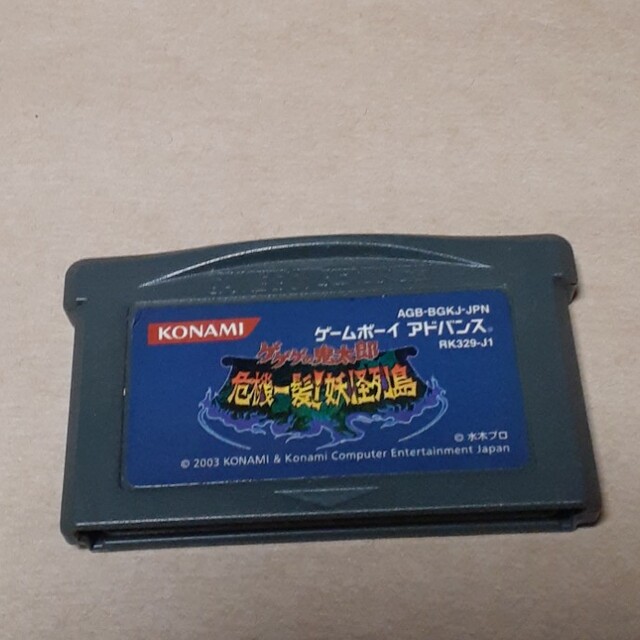 AGB-BGKJ-JPN
KONAMI
ゲームボーイ アドバンス®
RK329-J1
ゲゲゲの鬼太郎
危機一髪!妖怪列島
© 水木プロ
© 2003 KONAMI & Konami Computer Entertainment Japan